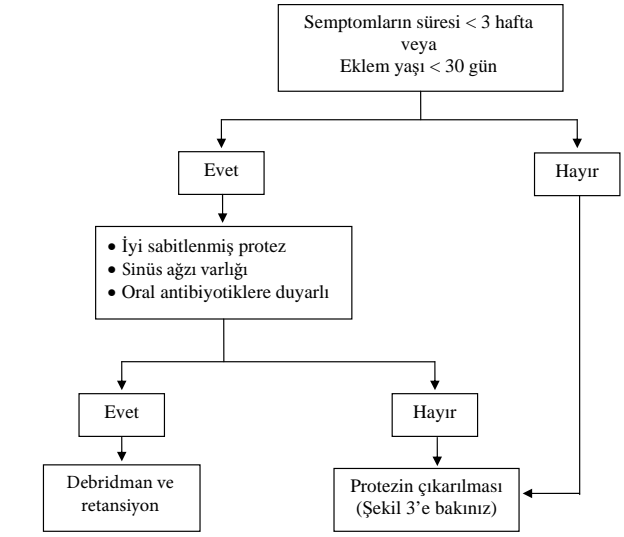 Semptomların süresi < 3 hafta
veya
Eklem yaşı < 30 gün
Evet
Hayır
• İyi sabitlenmiş protez
• Sinüs ağzı varlığı
• Oral antibiyotiklere duyarlı
Evet
Hayır
Debridman ve
retansiyon
Protezin çıkarılması
(Şekil 3’e bakınız)